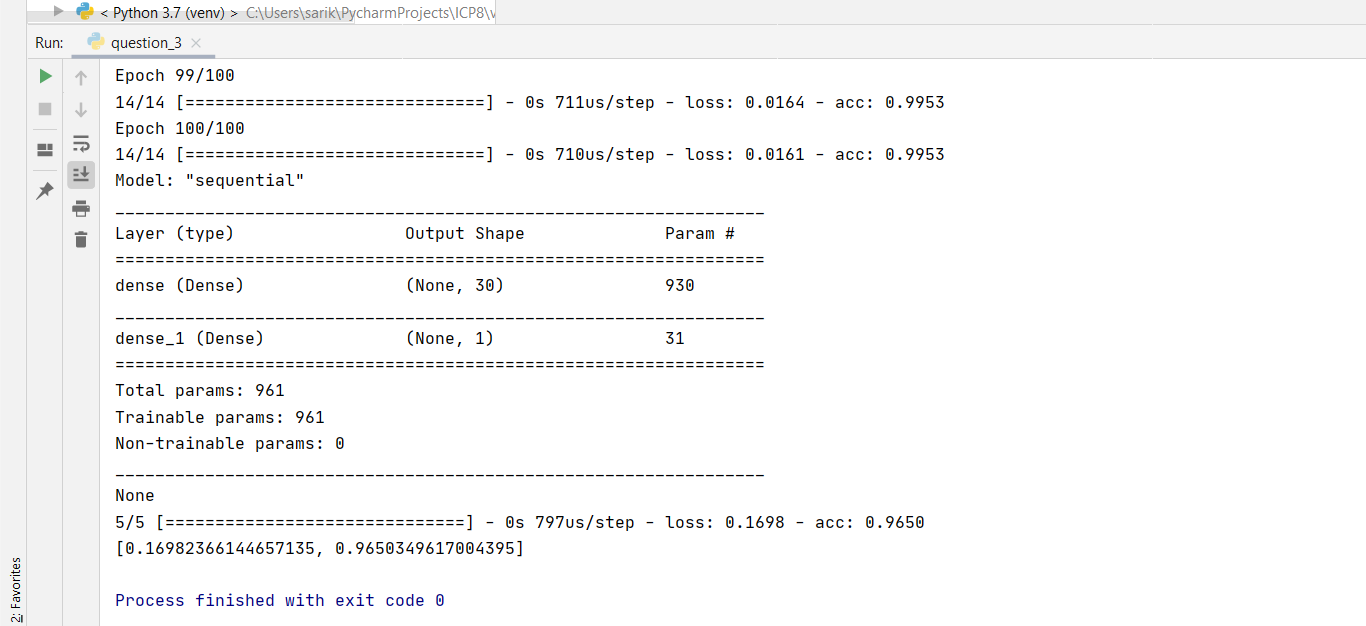 < Python 3.7 (venv) > C:\Users\sarik\PycharmProjects\ICP8\v
Run: question_3
Epoch 99/100
14/14 [==============================] - 0s 711us/step - loss: 0.0164 - acc: 0.9953
Epoch 100/100
14/14 [==============================] - 0s 710us/step - loss: 0.0161 - acc: 0.9953
Model: "sequential"
_________________________________________________________________
Layer (type)                 Output Shape              Param #
=================================================================
dense (Dense)                (None, 30)                930
_________________________________________________________________
dense_1 (Dense)              (None, 1)                 31
=================================================================
Total params: 961
Trainable params: 961
Non-trainable params: 0
_________________________________________________________________
None
5/5 [==============================] - 0s 797us/step - loss: 0.1698 - acc: 0.9650
[0.16982366144657135, 0.9650349617004395]
Process finished with exit code 0
2: Favorites